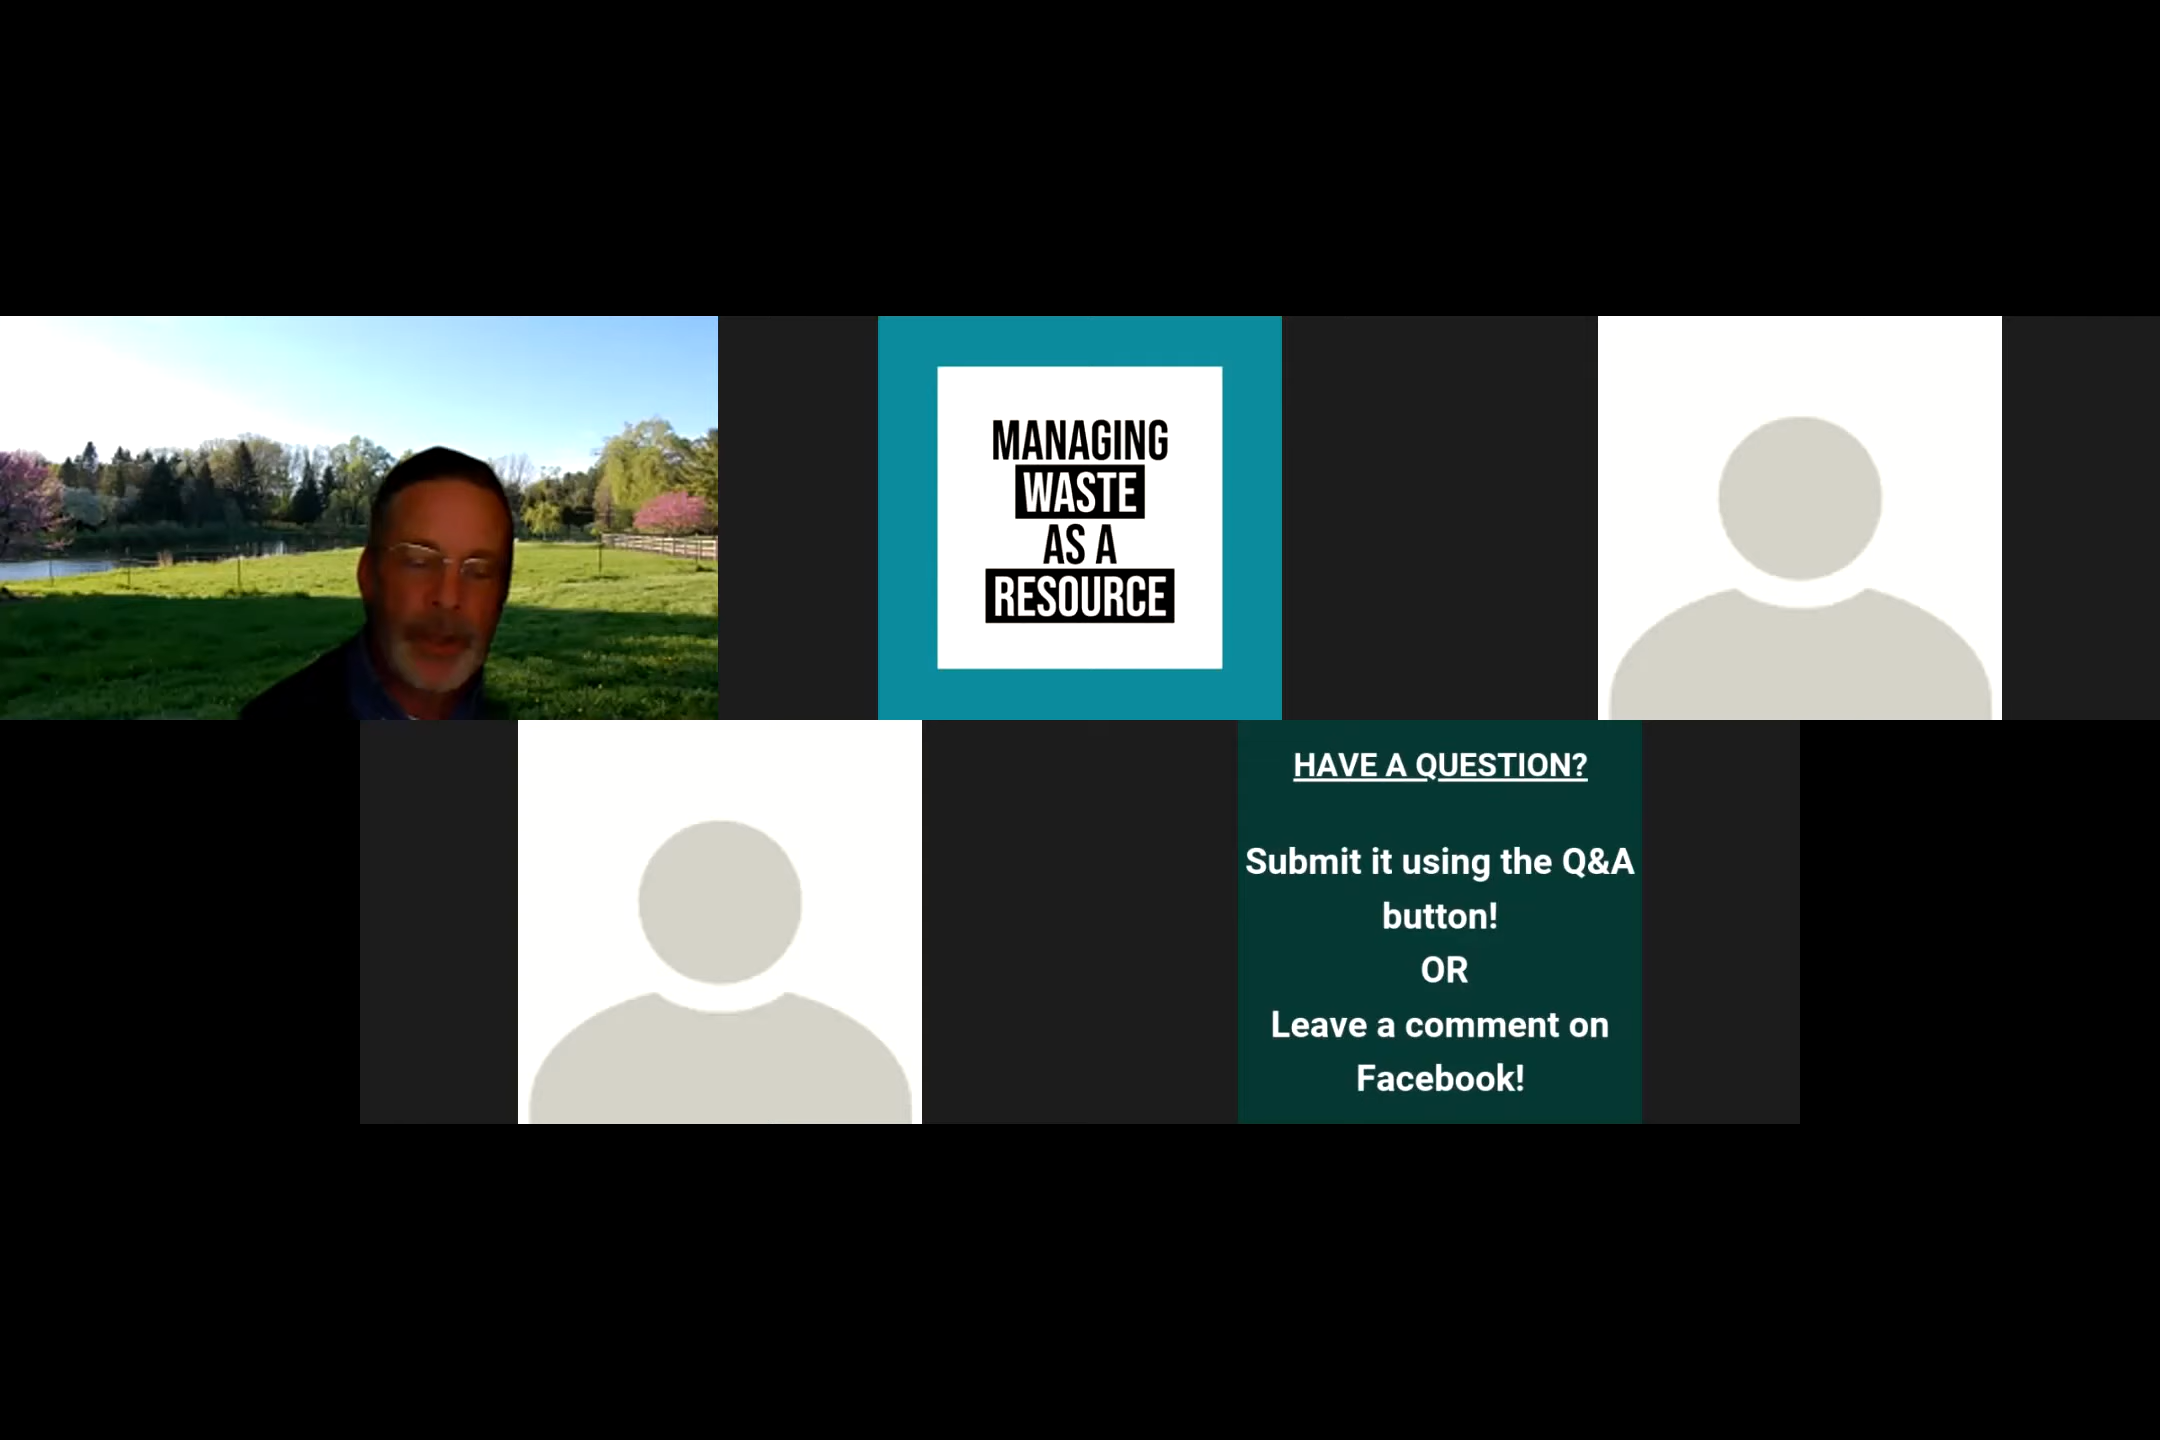 MANAGING
WASTE
AS A
RESOURCE
HAVE A QUESTION?
Submit it using the Q&A
button!
OR
Leave a comment on
Facebook!